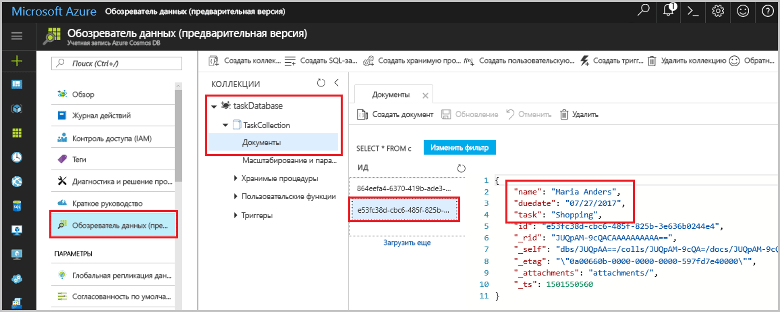 Microsoft Azure Обозреватель данных (предварительная версия)
1
Обозреватель данных (предварительная версия)
Учетная запись Azure Cosmos DB
Поиск (Ctrl+/)
Обзор
Журнал действий
Контроль доступа (IAM)
Теги
Диагностика и решение про...
Краткое руководство
Обозреватель данных (пре...
ПАРАМЕТРЫ
Глобальная репликация дан...
Согласованность по умолча...
Создать коллек... Создать SQL-за... Создать хранимую про... Создать пользовательскую... Создать тригг... Удалить коллекцию Обратн...
КОЛЛЕКЦИИ
taskDatabase
TaskCollection
Документы
Масштабирование и пара...
Хранимые процедуры
Пользовательские функции
Триггеры
Документы
Создать документ Обновление Отменить Удалить
SELECT * FROM c Изменить фильтр
ИД
864eefa4-6370-419b-ade3-...
e53fc38d-cbc6-485f-825b-...
Загрузить еще
1 {
2 "name": "Maria Anders",
3 "duedate": "07/27/2017",
4 "task": "Shopping",
5 "id": "e53fc38d-cbc6-485f-825b-3e636b0244e4",
6 "_rid": "JUQpAM-9cQACAAAAAAAAAA==",
7 "_self": "dbs/JUQpAA==/colls/JUQpAM-9cQA=/docs/JUQpAM-9cQ
8 "_etag": "\"0a00660b-0000-0000-0000-597fd7e40000\"",
9 "_attachments": "attachments/",
10 "_ts": 1501550560
11 }